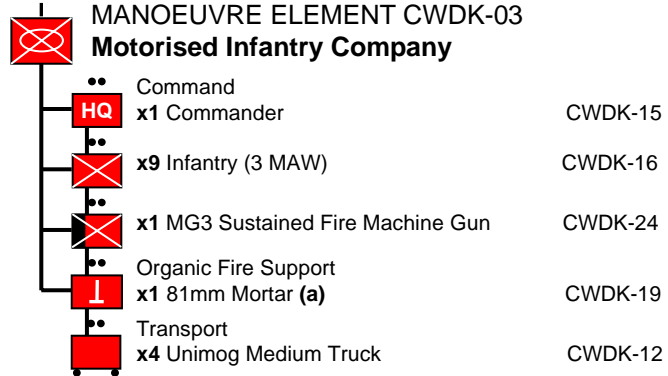 MANOEUVRE ELEMENT CWDK-03
Motorised Infantry Company
Command
HQ x1 Commander CWDK-15
x9 Infantry (3 MAW) CWDK-16
x1 MG3 Sustained Fire Machine Gun CWDK-24
Organic Fire Support
x1 81mm Mortar (a) CWDK-19
Transport
x4 Unimog Medium Truck CWDK-12